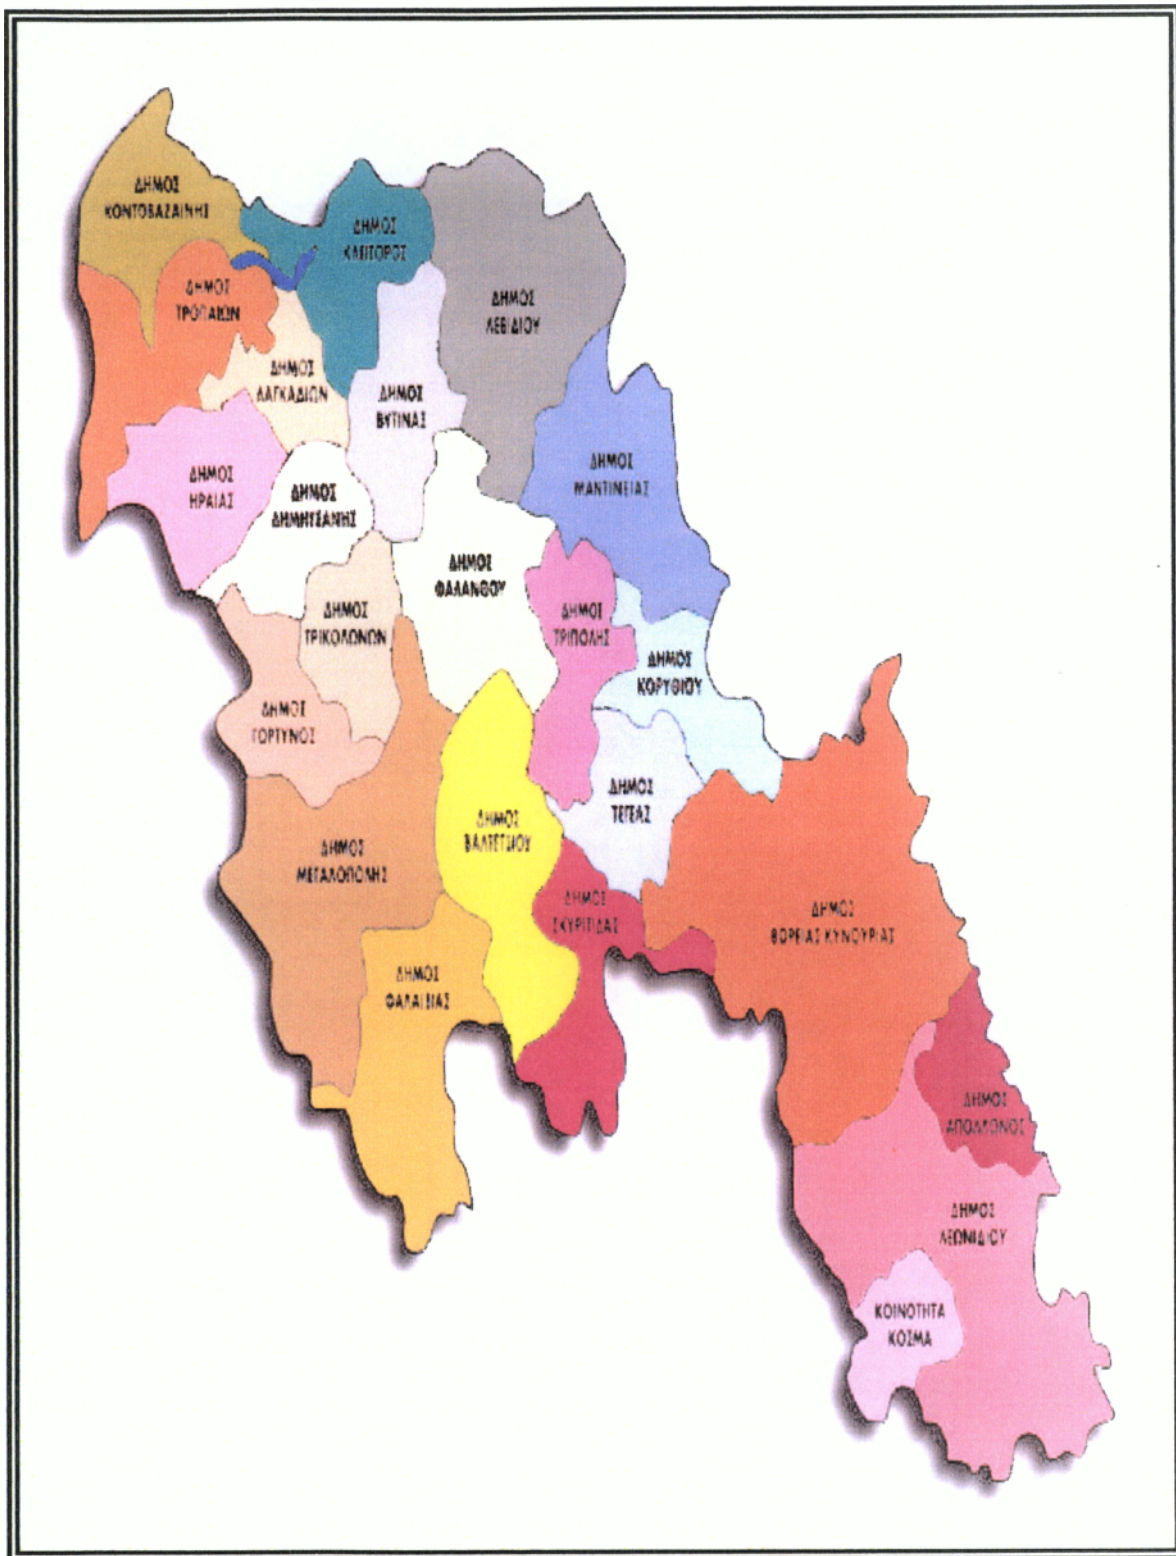 ΔΗΜΟΣ
ΚΟΝΤΟΒΑΖΑΙΝΗΣ
ΔΗΜΟΣ
ΚΛΕΙΤΟΡΟΣ
ΔΗΜΟΣ
ΤΡΟΠΑΙΩΝ
ΔΗΜΟΣ
ΛΕΒΙΔΙΟΥ
ΔΗΜΟΣ
ΛΑΓΚΑΔΙΩΝ
ΔΗΜΟΣ
ΒΥΤΙΝΑΣ
ΔΗΜΟΣ
ΗΡΑΙΑΣ
ΔΗΜΟΣ
ΔΗΜΗΤΣΑΝΗΣ
ΔΗΜΟΣ
ΜΑΝΤΙΝΕΙΑΣ
ΔΗΜΟΣ
ΦΑΛΑΝΘΟΥ
ΔΗΜΟΣ
ΤΡΙΚΟΛΩΝΩΝ
ΔΗΜΟΣ
ΤΡΙΠΟΛΗΣ
ΔΗΜΟΣ
ΚΟΡΥΘΙΟΥ
ΔΗΜΟΣ
ΓΟΡΤΥΝΟΣ
ΔΗΜΟΣ
ΤΕΓΕΑΣ
ΔΗΜΟΣ
ΜΕΓΑΛΟΠΟΛΗΣ
ΔΗΜΟΣ
ΒΑΛΤΕΤΣΙΟΥ
ΔΗΜΟΣ
ΣΚΥΡΙΤΙΔΑΣ
ΔΗΜΟΣ
ΒΟΡΕΙΑΣ ΚΥΝΟΥΡΙΑΣ
ΔΗΜΟΣ
ΦΑΛΑΙΣΙΑΣ
ΔΗΜΟΣ
ΑΠΟΛΛΩΝΟΣ
ΔΗΜΟΣ
ΛΕΩΝΙΔΙΟΥ
ΚΟΙΝΟΤΗΤΑ
ΚΟΣΜΑ